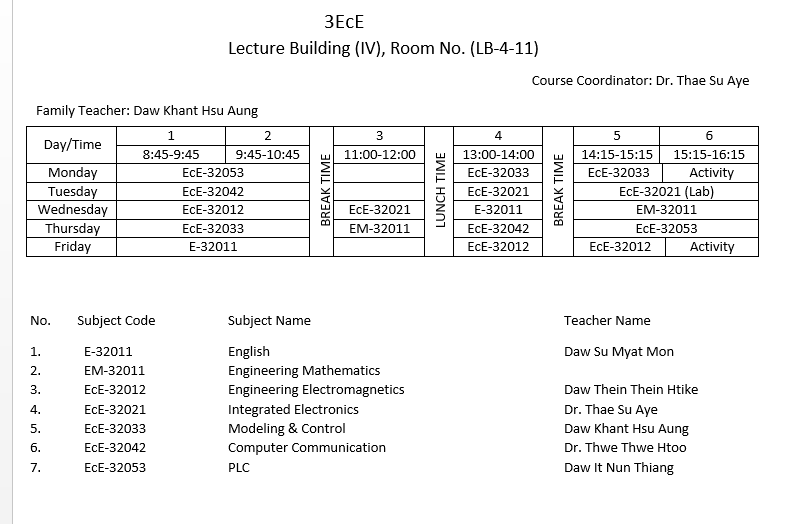 3EcE
Lecture Building (IV), Room No. (LB-4-11)
Course Coordinator: Dr. Thae Su Aye
Family Teacher: Daw Khant Hsu Aung
Day/Time 1 2 BREAK TIME 3 LUNCH TIME 4 BREAK TIME 5 6
8:45-9:45 9:45-10:45 11:00-12:00 13:00-14:00 14:15-15:15 15:15-16:15
Monday EcE-32053 EcE-32033 EcE-32033 Activity
Tuesday EcE-32042 EcE-32021 EcE-32021 (Lab)
Wednesday EcE-32012 EcE-32021 E-32011 EM-32011
Thursday EcE-32033 EM-32011 EcE-32042 EcE-32053
Friday E-32011 EcE-32012 EcE-32012 Activity
No. Subject Code Subject Name Teacher Name
1. E-32011 English Daw Su Myat Mon
2. EM-32011 Engineering Mathematics
3. EcE-32012 Engineering Electromagnetics Daw Thein Thein Htike
4. EcE-32021 Integrated Electronics Dr. Thae Su Aye
5. EcE-32033 Modeling & Control Daw Khant Hsu Aung
6. EcE-32042 Computer Communication Dr. Thwe Thwe Htoo
7. EcE-32053 PLC Daw It Nun Thiang